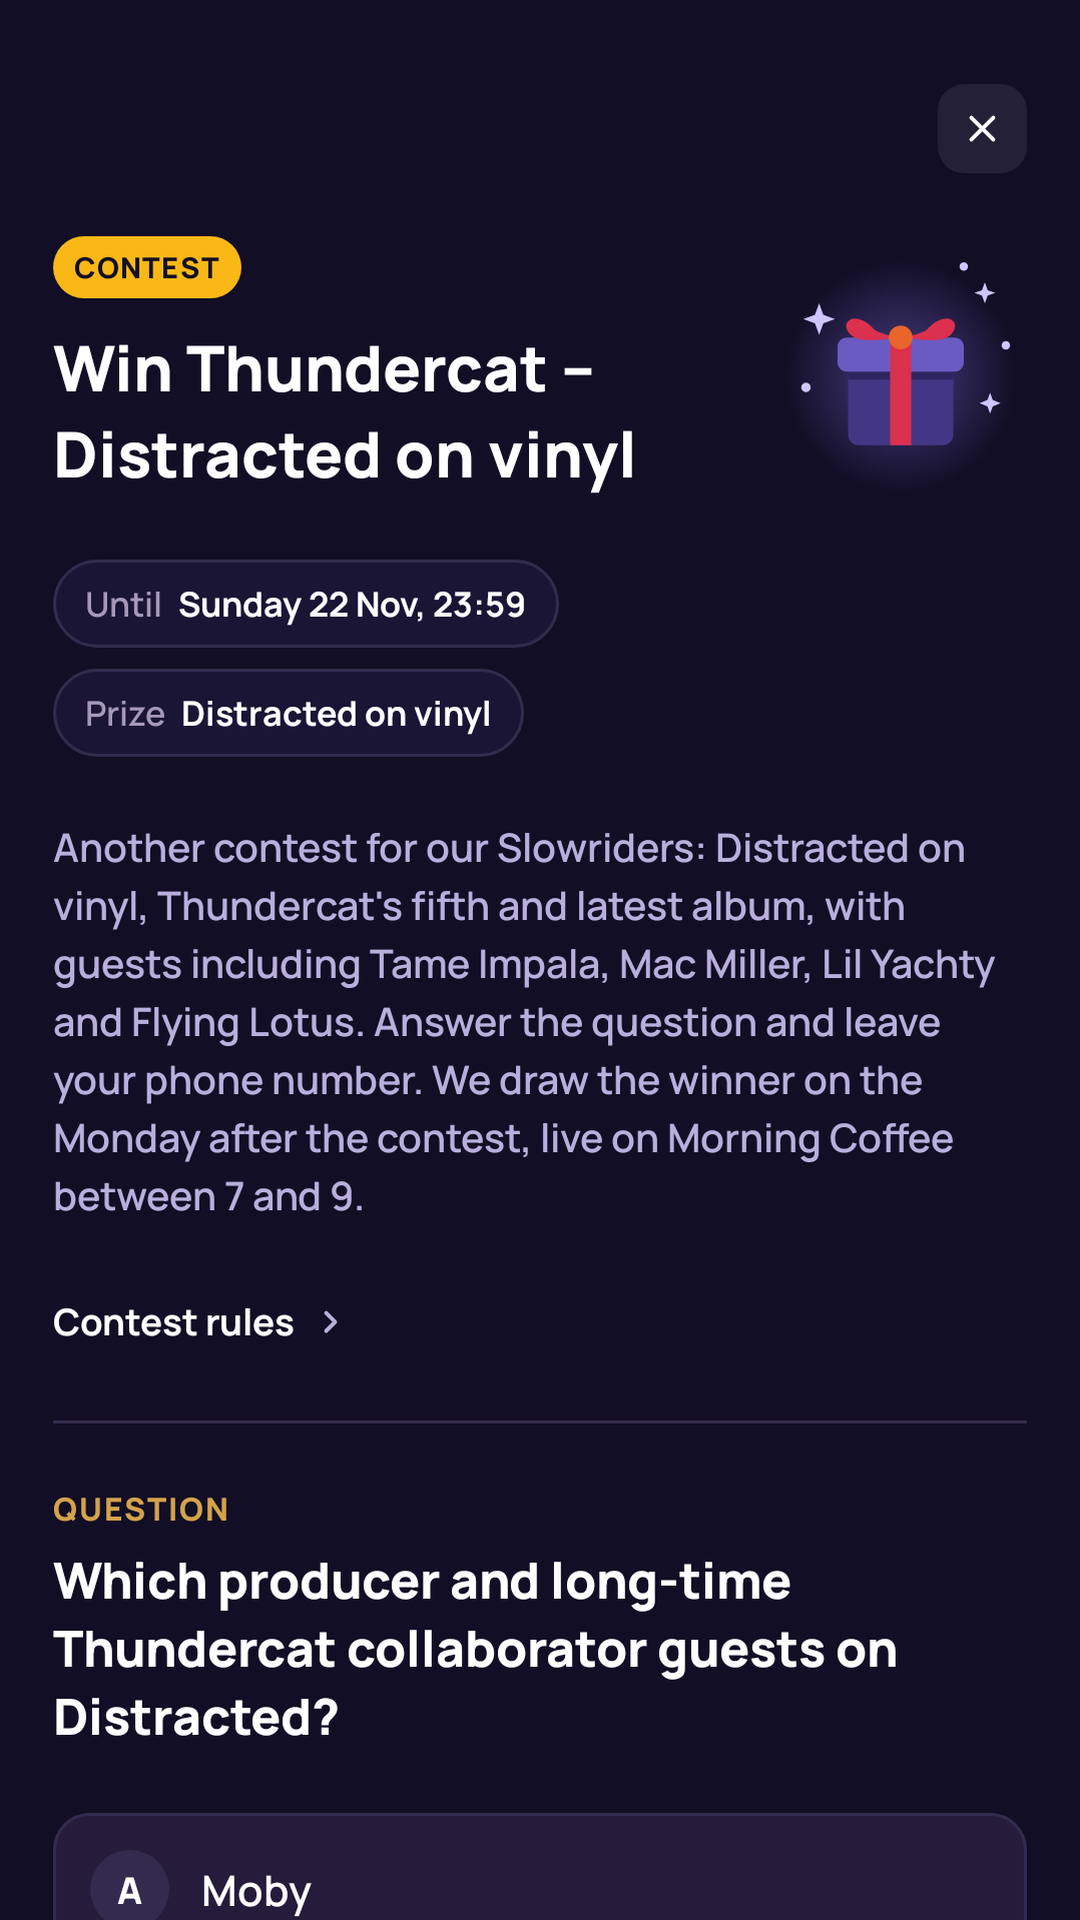 CONTEST
Win Thundercat –
Distracted on vinyl
Until Sunday 22 Nov, 23:59
Prize Distracted on vinyl
Another contest for our Slowriders: Distracted on
vinyl, Thundercat's fifth and latest album, with
guests including Tame Impala, Mac Miller, Lil Yachty
and Flying Lotus. Answer the question and leave
your phone number. We draw the winner on the
Monday after the contest, live on Morning Coffee
between 7 and 9.
Contest rules
QUESTION
Which producer and long-time
Thundercat collaborator guests on
Distracted?
A Moby